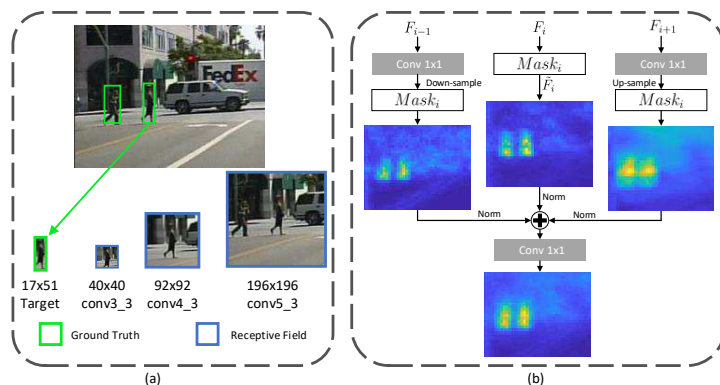 FedEx
17x51 40x40 92x92 196x196
Target conv3_3 conv4_3 conv5_3
Ground Truth Receptive Field
(a)
F_{i-1} F_i F_{i+1}
Conv 1x1 Mask_i Conv 1x1
Down-sample F̃_i Up-sample
Mask_i Mask_i
Norm
Norm Norm
Conv 1x1
(b)